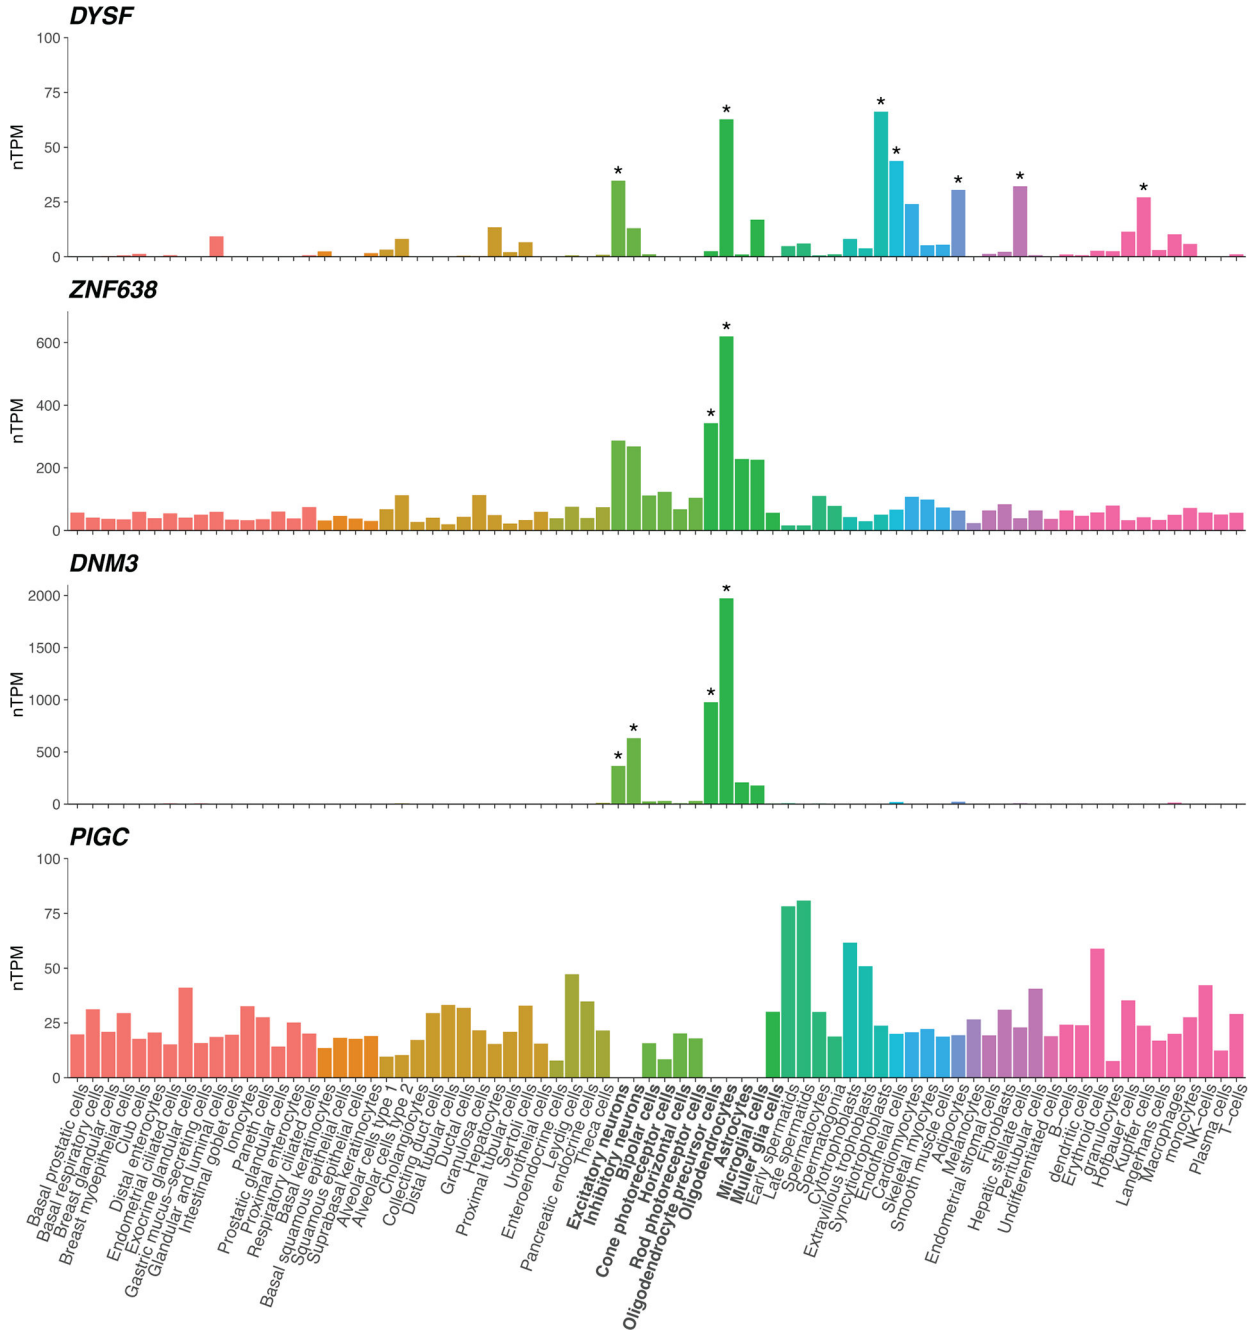 DYSF
100
75
50
25
0
nTPM
*
*
*
*
*
*
*
ZNF638
600
400
200
0
nTPM
*
*
DNM3
2000
1500
1000
500
0
nTPM
*
*
*
*
PIGC
100
75
50
25
0
nTPM
Basal prostatic cells
Basal respiratory cells
Breast glandular cells
Breast myoepithelial cells
Club cells
Distal enterocytes
Endometrial ciliated cells
Endometrial glandular cells
Exocrine glandular cells
Gastric mucus−secreting cells
Glandular and luminal cells
Intestinal goblet cells
Ionocytes
Paneth cells
Prostatic glandular cells
Proximal enterocytes
Respiratory ciliated cells
Basal keratinocytes
Basal squamous epithelial cells
Squamous epithelial cells
Suprabasal keratinocytes
Alveolar cells type 1
Alveolar cells type 2
Cholangiocytes
Collecting duct cells
Distal tubular cells
Ductal cells
Granulosa cells
Hepatocytes
Proximal tubular cells
Sertoli cells
Urothelial cells
Enteroendocrine cells
Leydig cells
Pancreatic endocrine cells
Theca cells
Excitatory neurons
Inhibitory neurons
Bipolar cells
Cone photoreceptor cells
Horizontal cells
Rod photoreceptor cells
Oligodendrocyte precursor cells
Oligodendrocytes
Astrocytes
Microglial cells
Muller glia cells
Early spermatids
Late spermatids
Spermatocytes
Spermatogonia
Cytotrophoblasts
Extravillous trophoblasts
Syncytiotrophoblasts
Endothelial cells
Cardiomyocytes
Skeletal myocytes
Smooth muscle cells
Adipocytes
Melanocytes
Endometrial stromal cells
Fibroblasts
Hepatic stellate cells
Peritubular cells
Undifferentiated cells
B−cells
dendritic cells
Erythroid cells
granulocytes
Hofbauer cells
Kupffer cells
Langerhans cells
Macrophages
monocytes
NK−cells
Plasma cells
T−cells